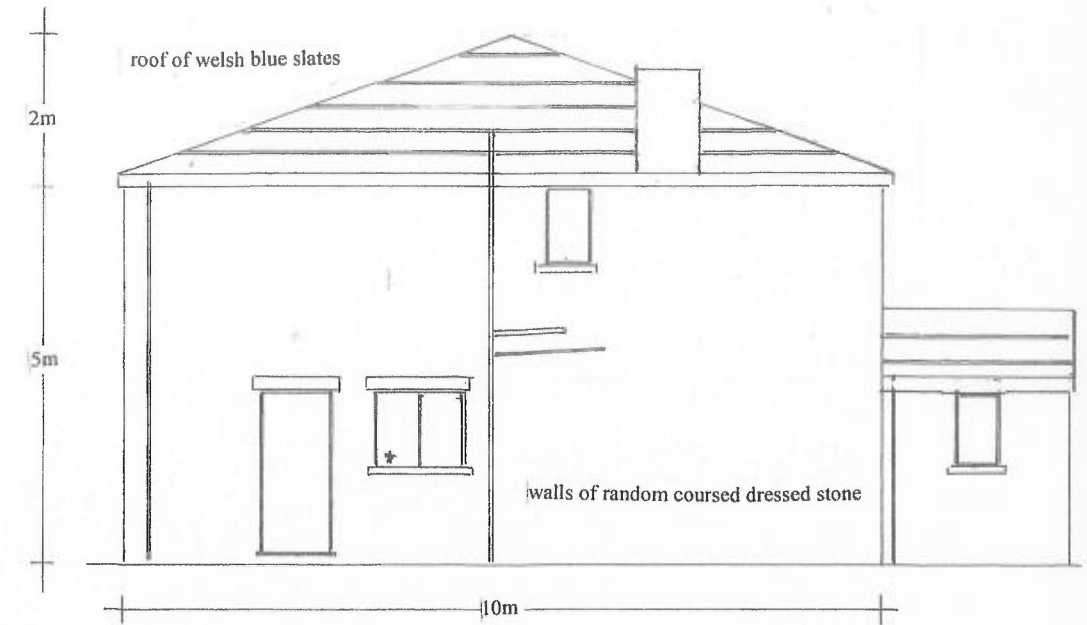 roof of welsh blue slates
2m
5m
walls of random coursed dressed stone
10m